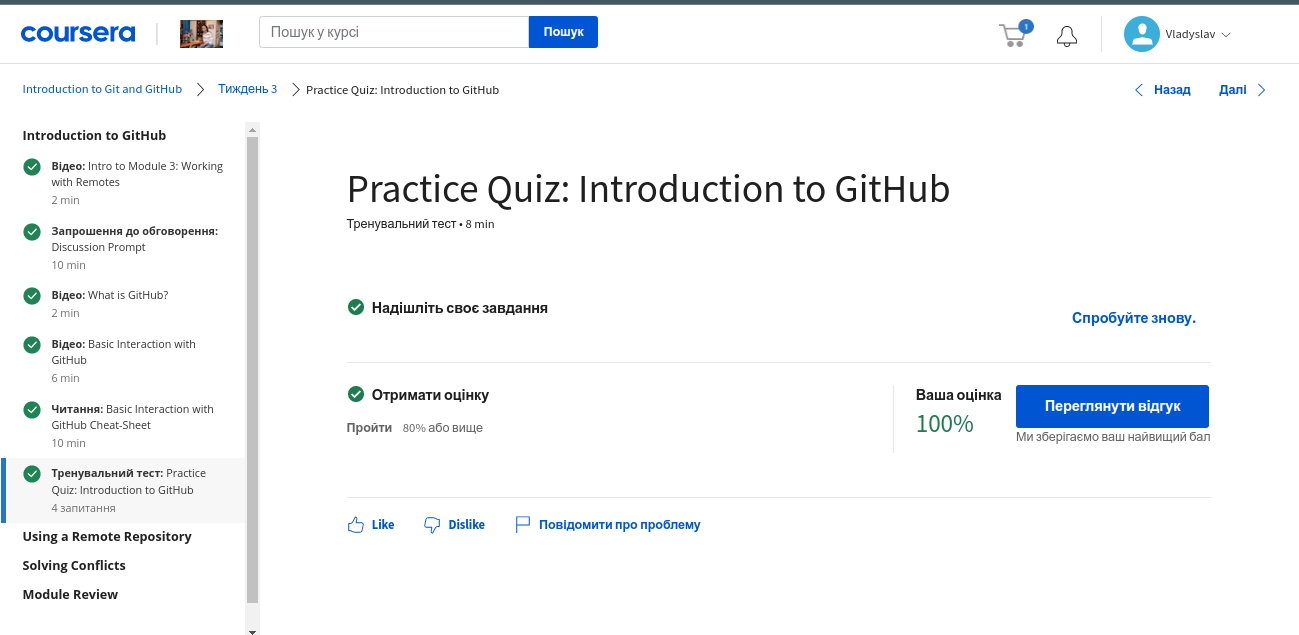 coursera
Пошук у курсі
Пошук
1
Vladyslav
Introduction to Git and GitHub
Тиждень 3
Practice Quiz: Introduction to GitHub
Назад
Далі
Introduction to GitHub
Відео: Intro to Module 3: Working
with Remotes
2 min
Запрошення до обговорення:
Discussion Prompt
10 min
Відео: What is GitHub?
2 min
Відео: Basic Interaction with
GitHub
6 min
Читання: Basic Interaction with
GitHub Cheat-Sheet
10 min
Тренувальний тест: Practice
Quiz: Introduction to GitHub
4 запитання
Using a Remote Repository
Solving Conflicts
Module Review
Practice Quiz: Introduction to GitHub
Тренувальний тест • 8 min
Надішліть своє завдання
Спробуйте знову.
Отримати оцінку
Пройти 80% або вище
Ваша оцінка
100%
Переглянути відгук
Ми зберігаємо ваш найвищий бал
Like
Dislike
Повідомити про проблему